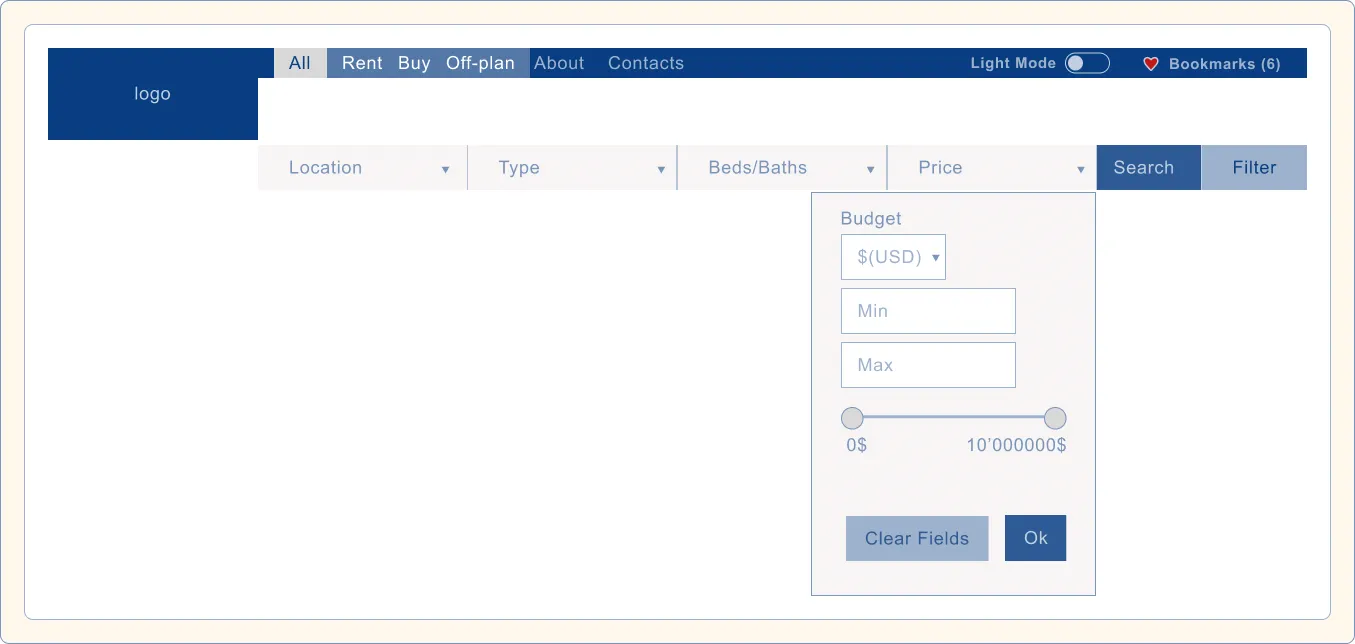 All Rent Buy Off-plan About Contacts Light Mode Bookmarks (6)
logo
Location Type Beds/Baths Price Search Filter
Budget
$(USD)
Min
Max
0$ 10’000000$
Clear Fields Ok